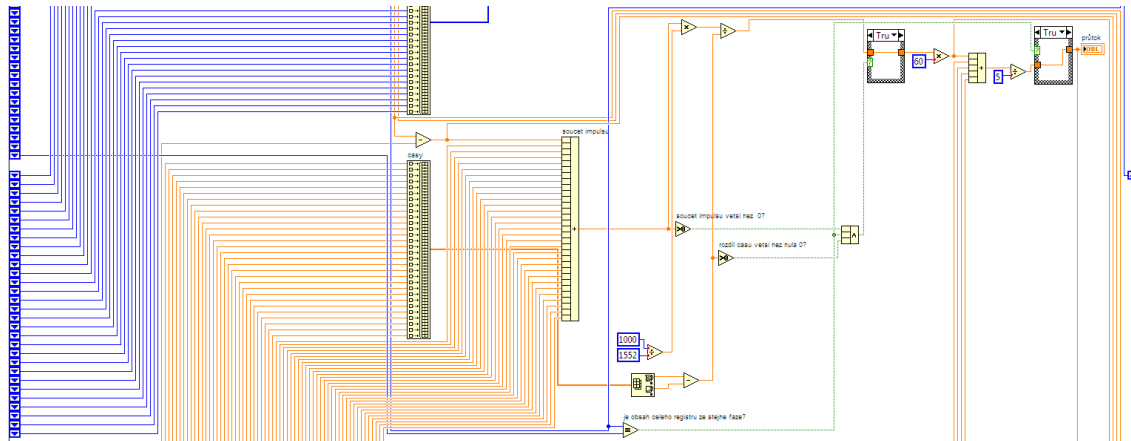 Tru
Tru
průtok
60
5
DBL
soucet impulsu
casy
soucet impulsu vetsi nez 0?
rozdil casu vetsi nez nula 0?
1000
1552
je obsah celeho registru ze stejne faze?